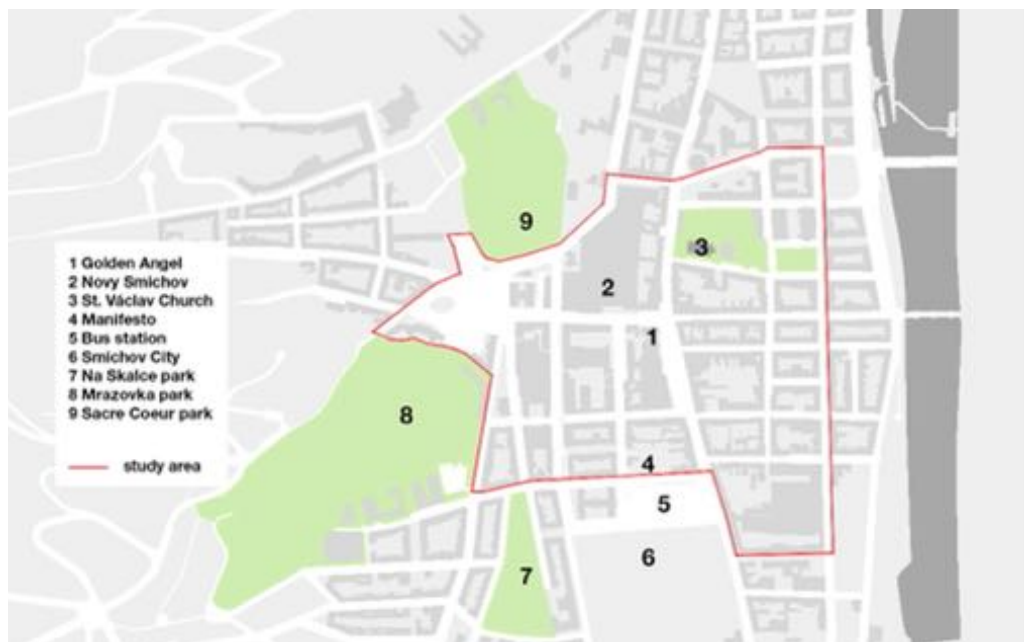 9
3
1 Golden Angel
2 Novy Smichov
3 St. Václav Church
4 Manifesto
5 Bus station
6 Smichov City
7 Na Skalce park
8 Mrazovka park
9 Sacre Coeur park
study area
2
1
8
4
5
6
7